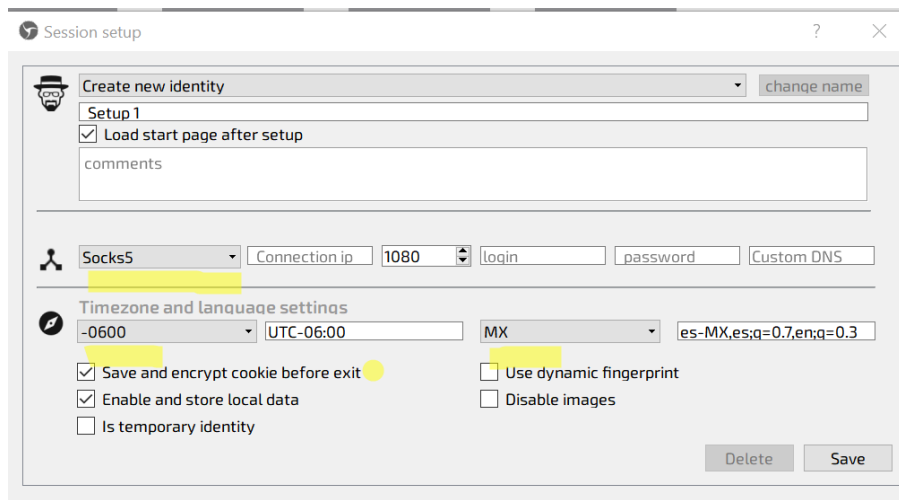 Session setup ? ×
Create new identity change name
Setup 1
Load start page after setup
comments
Socks5 Connection ip 1080 login password Custom DNS
Timezone and language settings
-0600 UTC-06:00 MX es-MX,es;q=0.7,en;q=0.3
Save and encrypt cookie before exit Use dynamic fingerprint
Enable and store local data Disable images
Is temporary identity
Delete Save